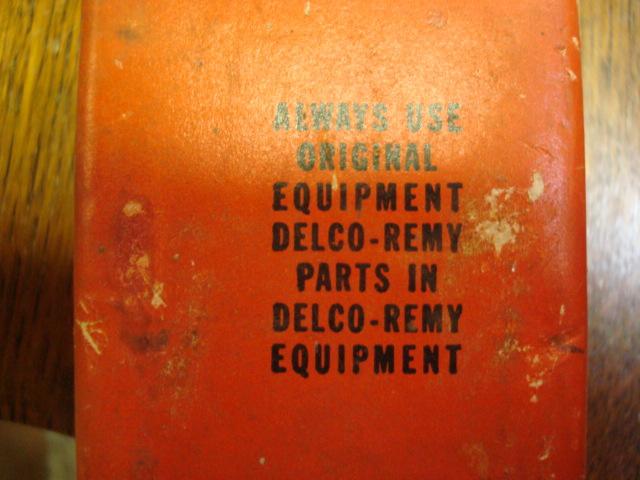 ALWAYS USE
ORIGINAL
EQUIPMENT
DELCO-REMY
PARTS IN
DELCO-REMY
EQUIPMENT